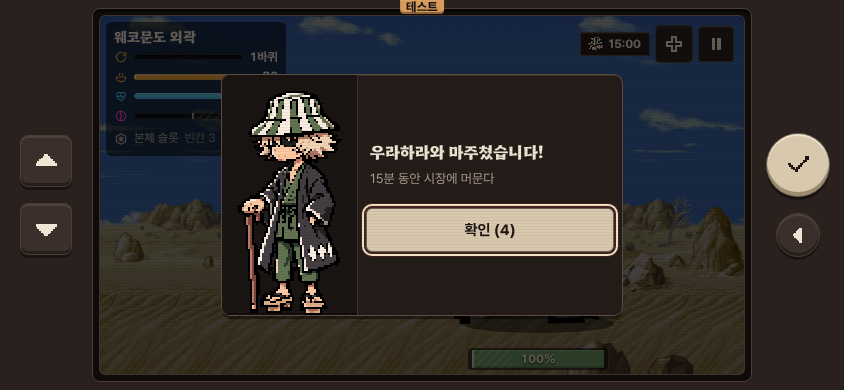 테스트
웨코문도 외곽
1바퀴
15:00
본체 슬롯 빈칸 3
우라하라와 마주쳤습니다!
15분 동안 시장에 머문다
확인 (4)
100%